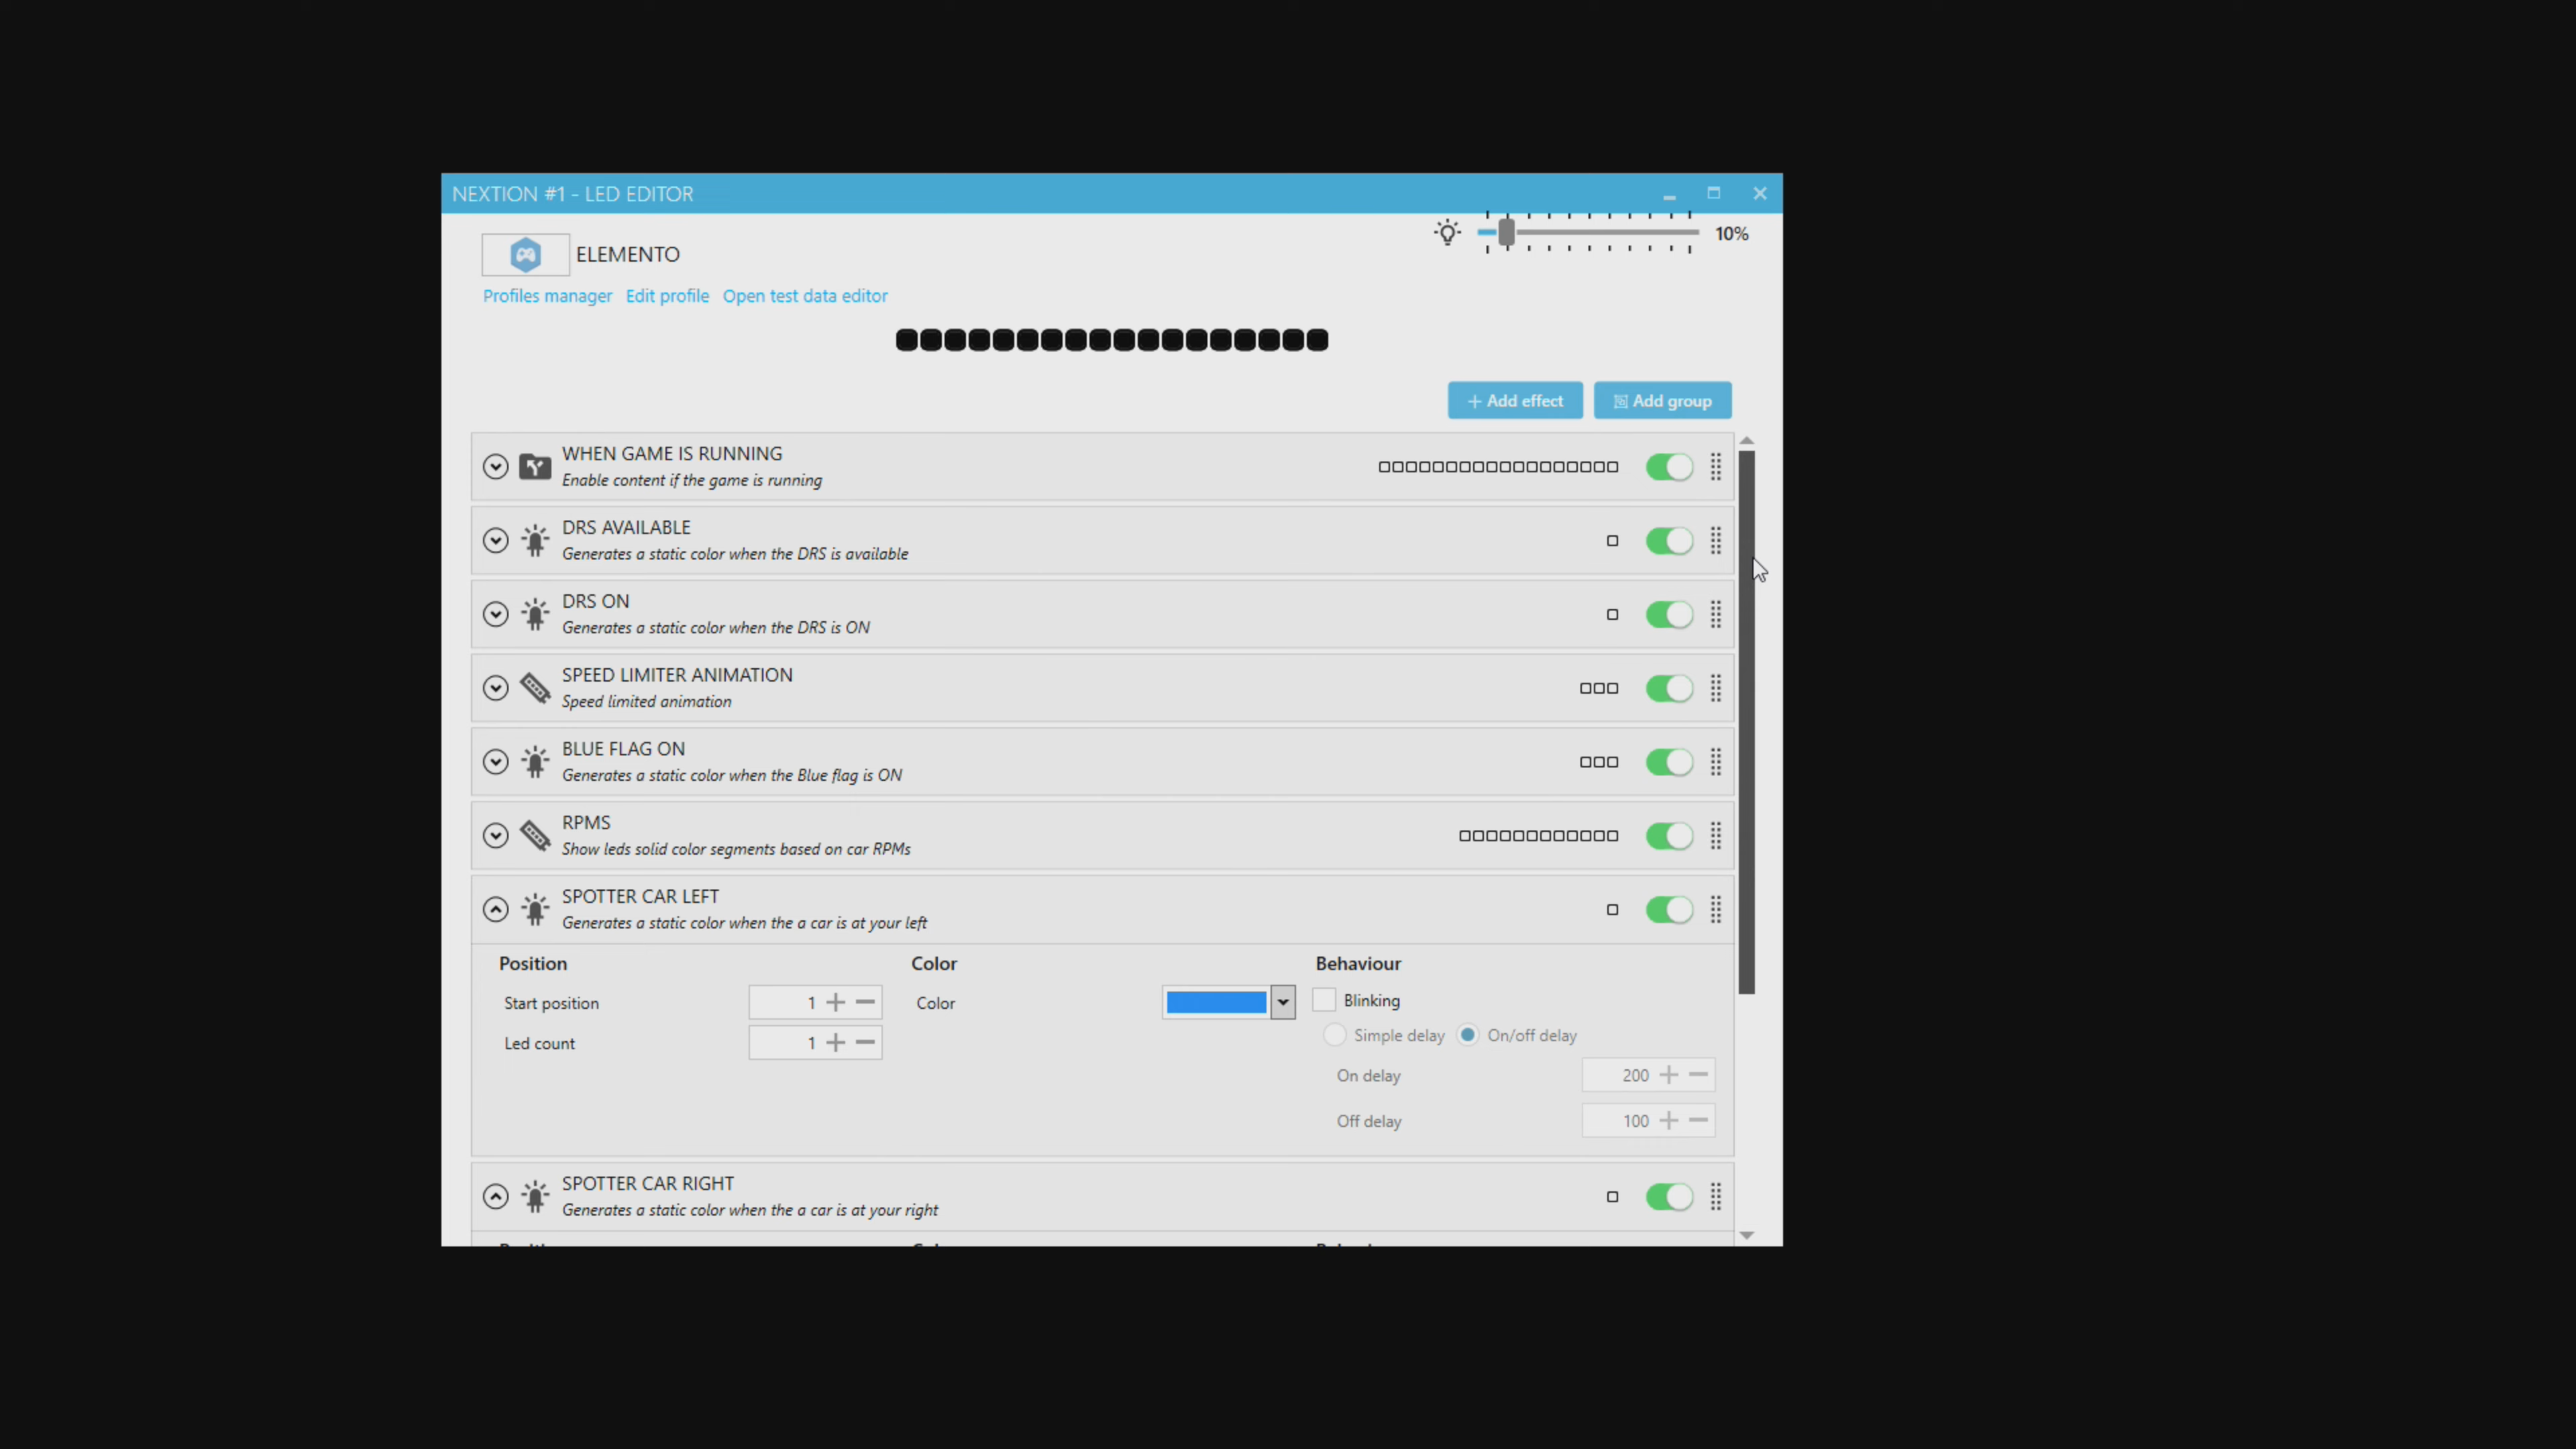 NEXTION #1 - LED EDITOR
10%
ELEMENTO
Profiles manager Edit profile Open test data editor
Add effect Add group
WHEN GAME IS RUNNING
Enable content if the game is running
DRS AVAILABLE
Generates a static color when the DRS is available
DRS ON
Generates a static color when the DRS is ON
SPEED LIMITER ANIMATION
Speed limited animation
BLUE FLAG ON
Generates a static color when the Blue flag is ON
RPMS
Show leds solid color segments based on car RPMs
SPOTTER CAR LEFT
Generates a static color when the a car is at your left
Position Color Behaviour
Start position 1 Color Blinking
Led count 1 Simple delay On/off delay
On delay 200
Off delay 100
SPOTTER CAR RIGHT
Generates a static color when the a car is at your right